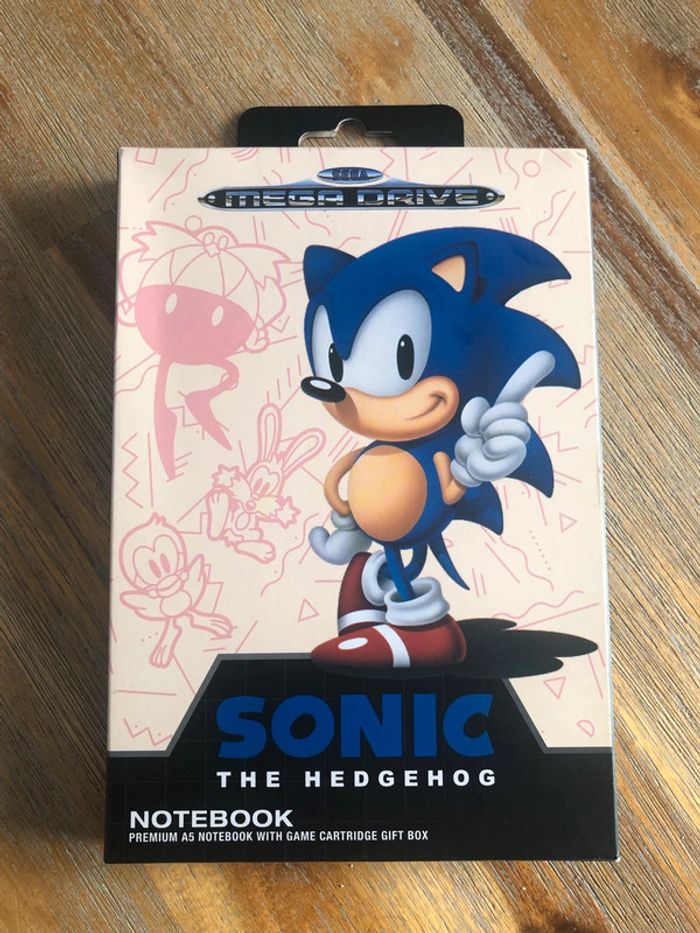 SEGA
MEGA DRIVE
SONIC
THE HEDGEHOG
NOTEBOOK
PREMIUM A5 NOTEBOOK WITH GAME CARTRIDGE GIFT BOX